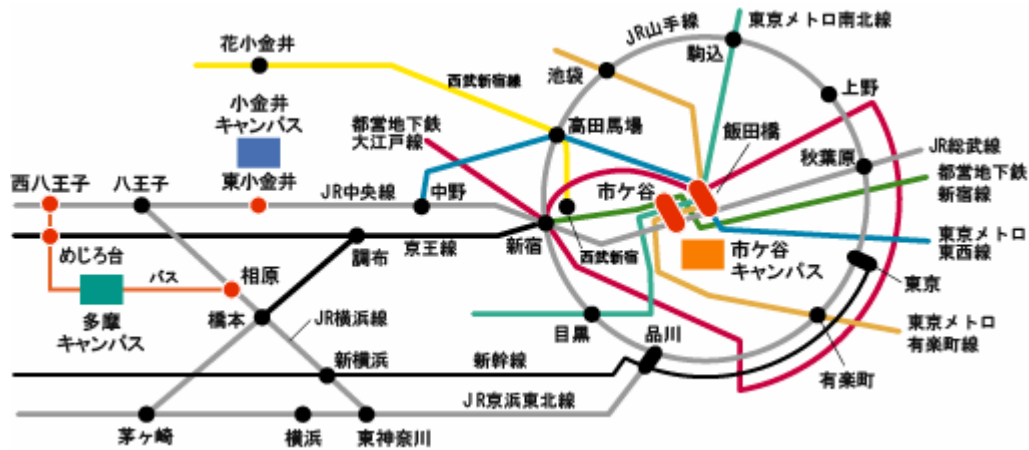 東京メトロ南北線
JR山手線
花小金井
駒込
池袋
西武新宿線
上野
小金井
キャンパス
都営地下鉄
大江戸線
高田馬場
飯田橋
JR総武線
秋葉原
都営地下鉄
新宿線
西八王子
八王子
東小金井
JR中央線
中野
市ケ谷
新宿
西武新宿
東京メトロ
東西線
めじろ台
調布
京王線
市ケ谷
キャンパス
東京
バス
相原
多摩
キャンパス
橋本
JR横浜線
目黒
品川
東京メトロ
有楽町線
新横浜
新幹線
有楽町
JR京浜東北線
茅ヶ崎
横浜
東神奈川